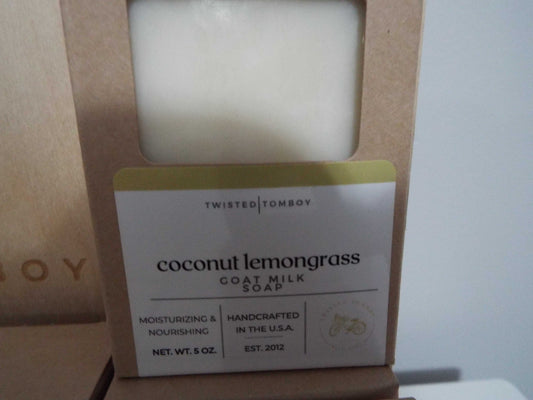 TWISTED|TOMBOY
coconut lemongrass
GOAT MILK
SOAP
MOISTURIZING &
NOURISHING
NET. WT. 5 OZ.
HANDCRAFTED
IN THE U.S.A.
EST. 2012
BOY